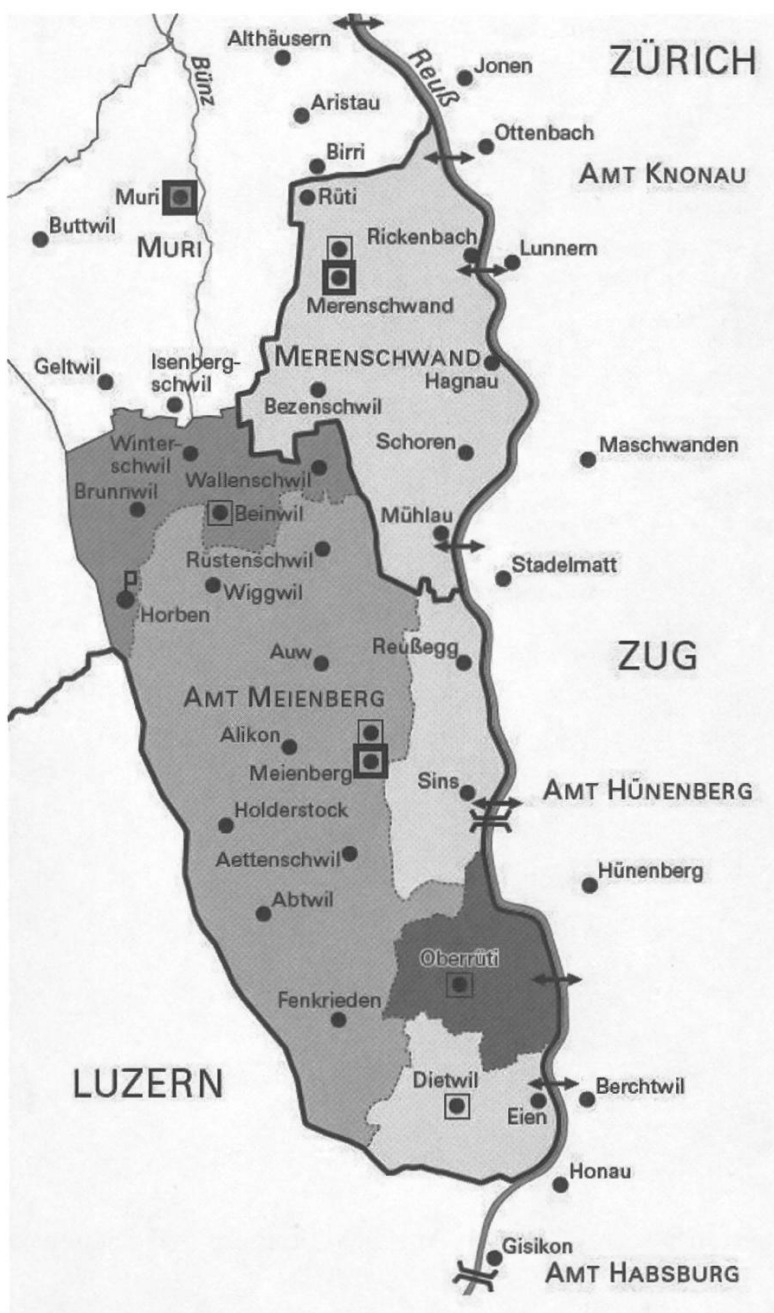 Althäusern
Reuß
Jonen
ZÜRICH
Bünz
Aristau
Ottenbach
Birri
AMT KNONAU
Muri
Rüti
Buttwil
MURI
Rickenbach
Lunnern
Merenschwand
MERENSCHWAND
Isenberg-
schwil
Geltwil
Hagnau
Bezenschwil
Winter-
schwil
Schoren
Maschwanden
Wallenschwil
Brunnwil
Beinwil
Mühlau
Rüstenschwil
Stadelmatt
Wiggwil
Horben
Auw
Reußegg
ZUG
AMT MEIENBERG
Alikon
Meienberg
Sins
AMT HÜNENBERG
Holderstock
Aettenschwil
Hünenberg
Abtwil
Oberrüti
Fenkrieden
LUZERN
Dietwil
Berchtwil
Eien
Honau
Gisikon
AMT HABSBURG